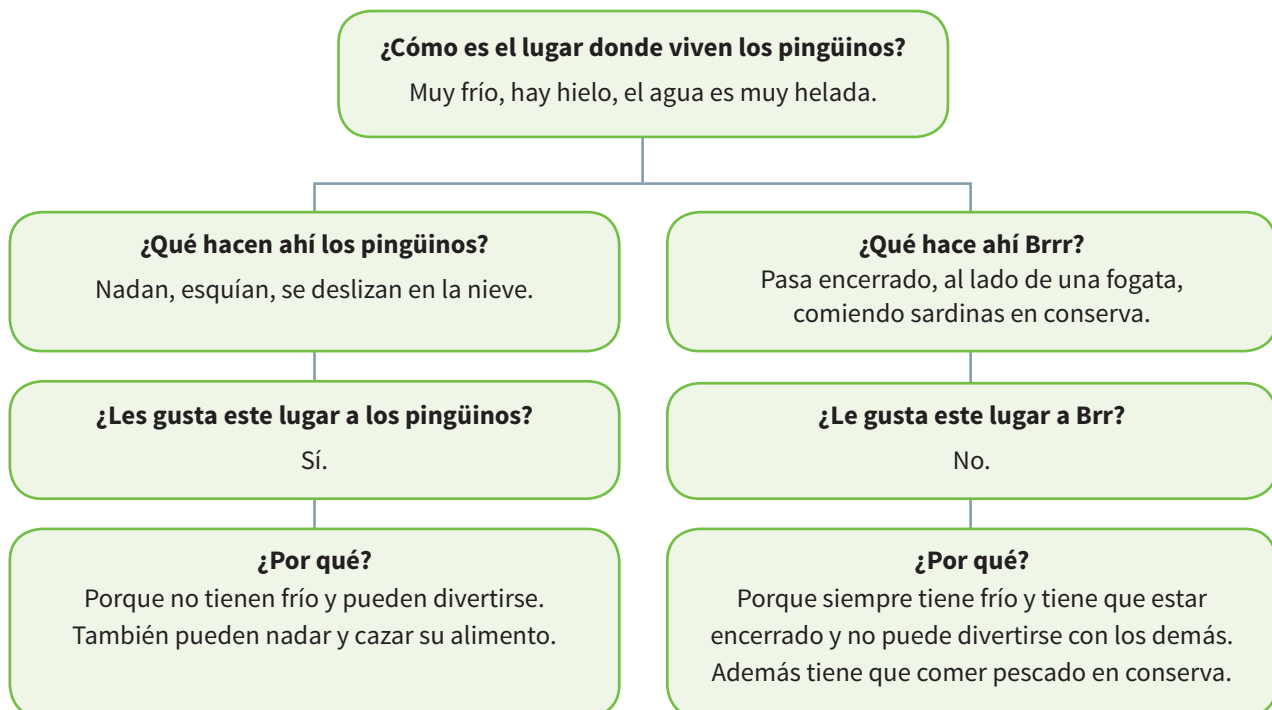 ¿Cómo es el lugar donde viven los pingüinos?
Muy frío, hay hielo, el agua es muy helada.
¿Qué hacen ahí los pingüinos?
Nadan, esquían, se deslizan en la nieve.
¿Qué hace ahí Brrr?
Pasa encerrado, al lado de una fogata,
comiendo sardinas en conserva.
¿Les gusta este lugar a los pingüinos?
Sí.
¿Le gusta este lugar a Brr?
No.
¿Por qué?
Porque no tienen frío y pueden divertirse.
También pueden nadar y cazar su alimento.
¿Por qué?
Porque siempre tiene frío y tiene que estar
encerrado y no puede divertirse con los demás.
Además tiene que comer pescado en conserva.